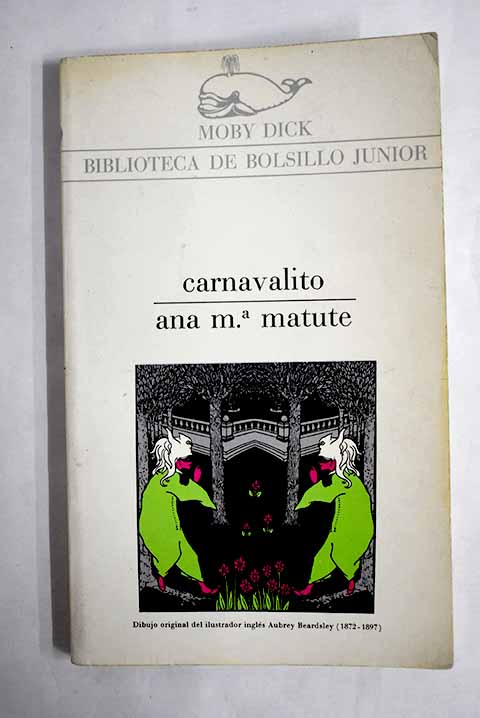 MOBY DICK
BIBLIOTECA DE BOLSILLO JUNIOR
carnavalito
ana m.ª matute
Dibujo original del ilustrador inglés Aubrey Beardsley (1872-1897)